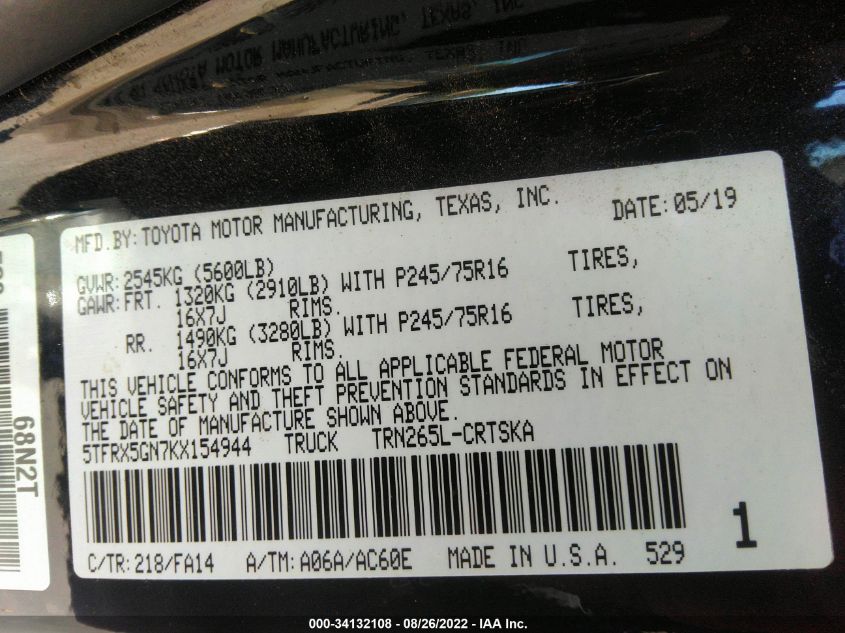 MFD.BY:TOYOTA MOTOR MANUFACTURING, TEXAS, INC. DATE:05/19
GVWR:2545KG (5600LB)
GAWR:FRT. 1320KG (2910LB) WITH P245/75R16 TIRES,
16X7J RIMS.
RR. 1490KG (3280LB) WITH P245/75R16 TIRES,
16X7J RIMS.
THIS VEHICLE CONFORMS TO ALL APPLICABLE FEDERAL MOTOR
VEHICLE SAFETY AND THEFT PREVENTION STANDARDS IN EFFECT ON
THE DATE OF MANUFACTURE SHOWN ABOVE.
5TFRX5GN7KX154944 TRUCK TRN265L-CRTSKA
C/TR:218/FA14 A/TM:A06A/AC60E MADE IN U.S.A. 529
1
68N2T
000-34132108 - 08/26/2022 - IAA Inc.